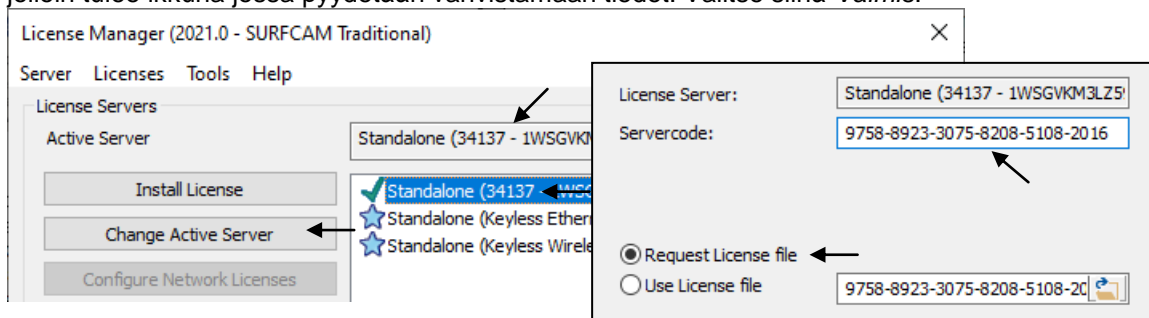 License Manager (2021.0 - SURFCAM Traditional)
Server Licenses Tools Help
License Servers
Active Server
Standalone (34137 - 1WSGVKM
Install License
Change Active Server
Configure Network Licenses
Standalone (34137
Standalone (Keyless Ethern
Standalone (Keyless Wirele
License Server:
Standalone (34137 - 1WSGVKM3LZ5
Servercode:
9758-8923-3075-8208-5108-2016
Request License file
Use License file
9758-8923-3075-8208-5108-20